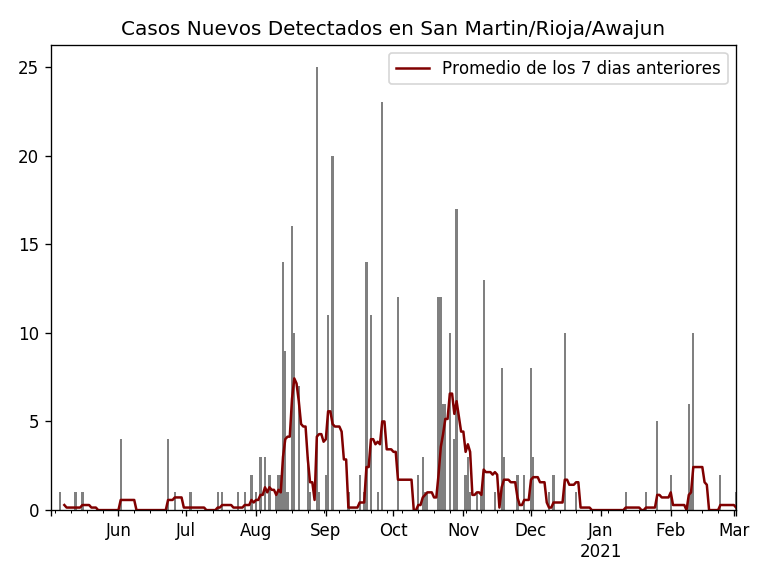 Casos Nuevos Detectados en San Martin/Rioja/Awajun
Promedio de los 7 dias anteriores
25
20
15
10
5
0
Jun Jul Aug Sep Oct Nov Dec Jan Feb Mar
2021